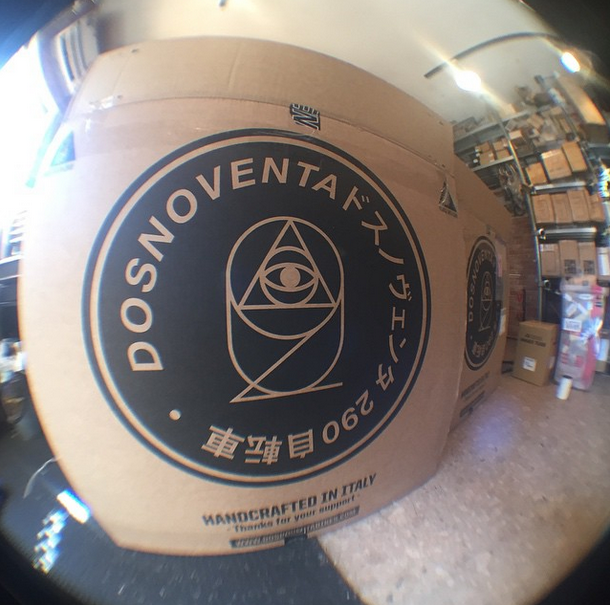 DOSNOVENTAドスノヴェンタ 290自転車
HANDCRAFTED IN ITALY
- Thanks for your support -
DOSNOVENTA